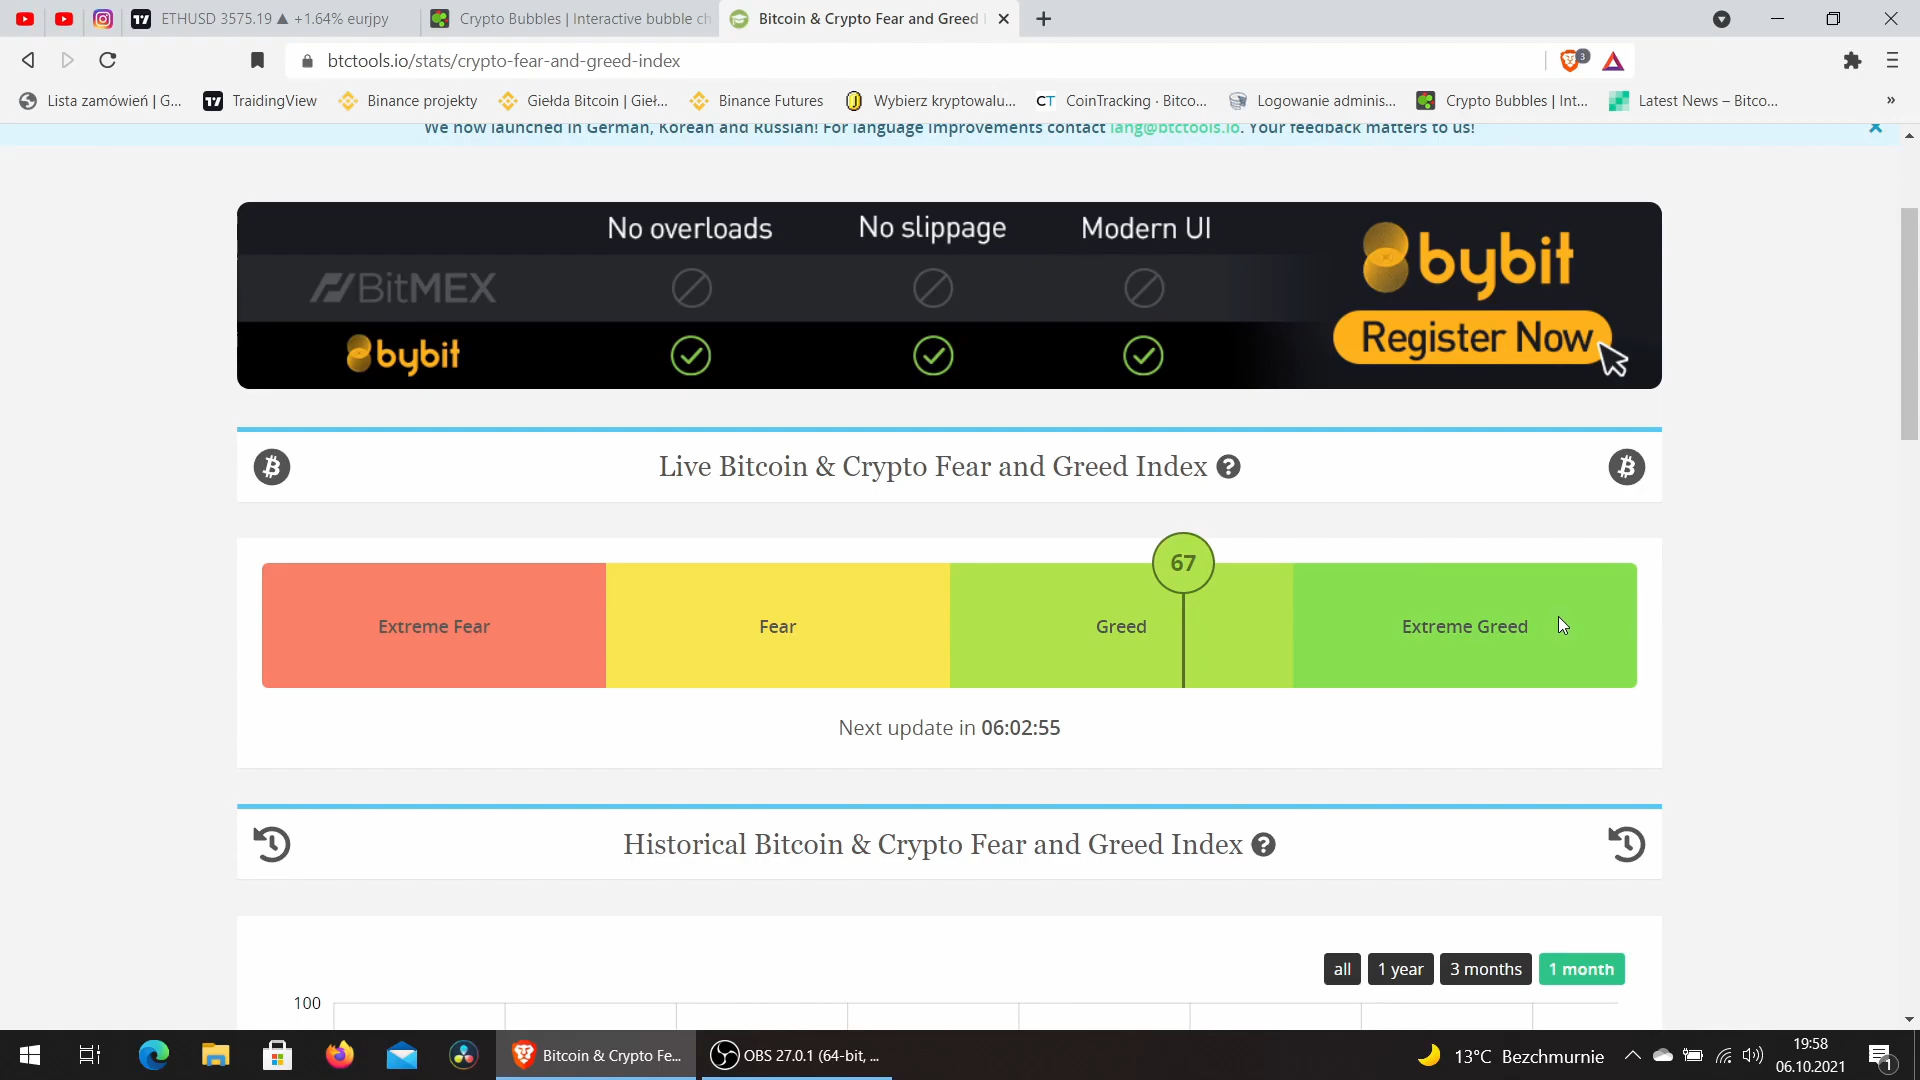 ETHUSD 3575.19 ▲ +1.64% eurjpy
Crypto Bubbles | Interactive bubble ch
Bitcoin & Crypto Fear and Greed I
btctools.io/stats/crypto-fear-and-greed-index
3
Lista zamówień | G...
TraidingView
Binance projekty
Giełda Bitcoin | Gieł...
Binance Futures
Wybierz kryptowalu...
CT CoinTracking · Bitco...
Logowanie adminis...
Crypto Bubbles | Int...
Latest News – Bitco...
»
We now launched in German, Korean and Russian! For language improvements contact lang@btctools.io. Your feedback matters to us!
No overloads No slippage Modern UI
BitMEX
bybit
bybit
Register Now
Live Bitcoin & Crypto Fear and Greed Index ?
67
Extreme Fear Fear Greed Extreme Greed
Next update in 06:02:55
Historical Bitcoin & Crypto Fear and Greed Index ?
all 1 year 3 months 1 month
100
Bitcoin & Crypto Fe...
OBS 27.0.1 (64-bit, ...
13°C Bezchmurnie
19:58
06.10.2021
1